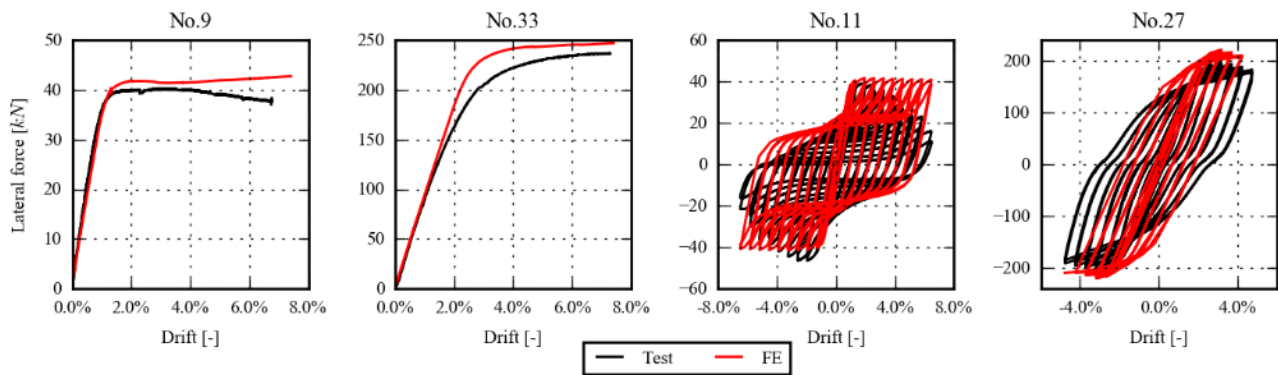 No.9
No.33
No.11
No.27
Lateral force [kN]
50
40
30
20
10
0
0.0% 2.0% 4.0% 6.0% 8.0%
Drift [-]
250
200
150
100
50
0
0.0% 2.0% 4.0% 6.0% 8.0%
Drift [-]
60
40
20
0
−20
−40
−60
-8.0% -4.0% 0.0% 4.0% 8.0%
Drift [-]
200
100
0
−100
−200
-4.0% 0.0% 4.0%
Drift [-]
Test FE